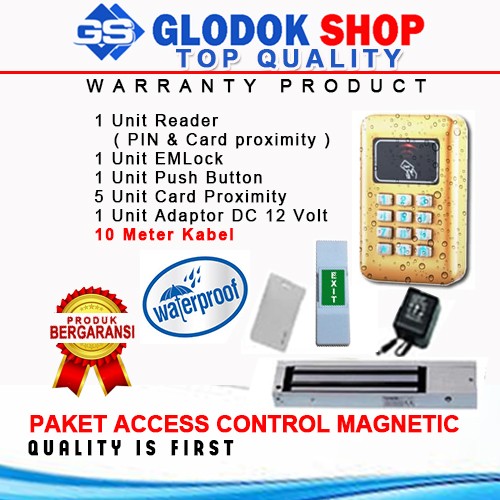 GS GLODOK SHOP
TOP QUALITY
WARRANTY PRODUCT
1 Unit Reader
( PIN & Card proximity )
1 Unit EMLock
1 Unit Push Button
5 Unit Card Proximity
1 Unit Adaptor DC 12 Volt
10 Meter Kabel
waterproof
EXIT
PRODUK
BERGARANSI
PAKET ACCESS CONTROL MAGNETIC
QUALITY IS FIRST